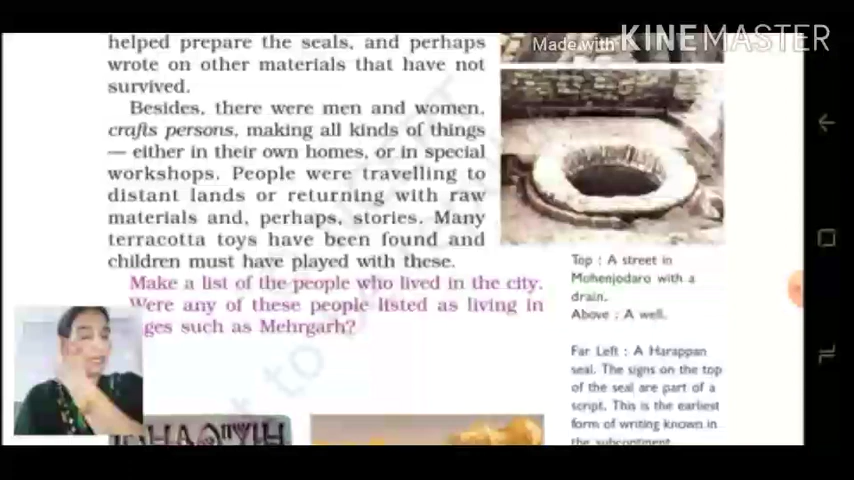 Made with KINEMASTER
helped prepare the seals, and perhaps
wrote on other materials that have not
survived.
Besides, there were men and women,
crafts persons, making all kinds of things
— either in their own homes, or in special
workshops. People were travelling to
distant lands or returning with raw
materials and, perhaps, stories. Many
terracotta toys have been found and
children must have played with these.
Make a list of the people who lived in the city.
Were any of these people listed as living in
ges such as Mehrgarh?
Top : A street in
Mohenjodaro with a
drain.
Above : A well.
Far Left : A Harappan
seal. The signs on the top
of the seal are part of a
script. This is the earliest
form of writing known in
the subcontinent